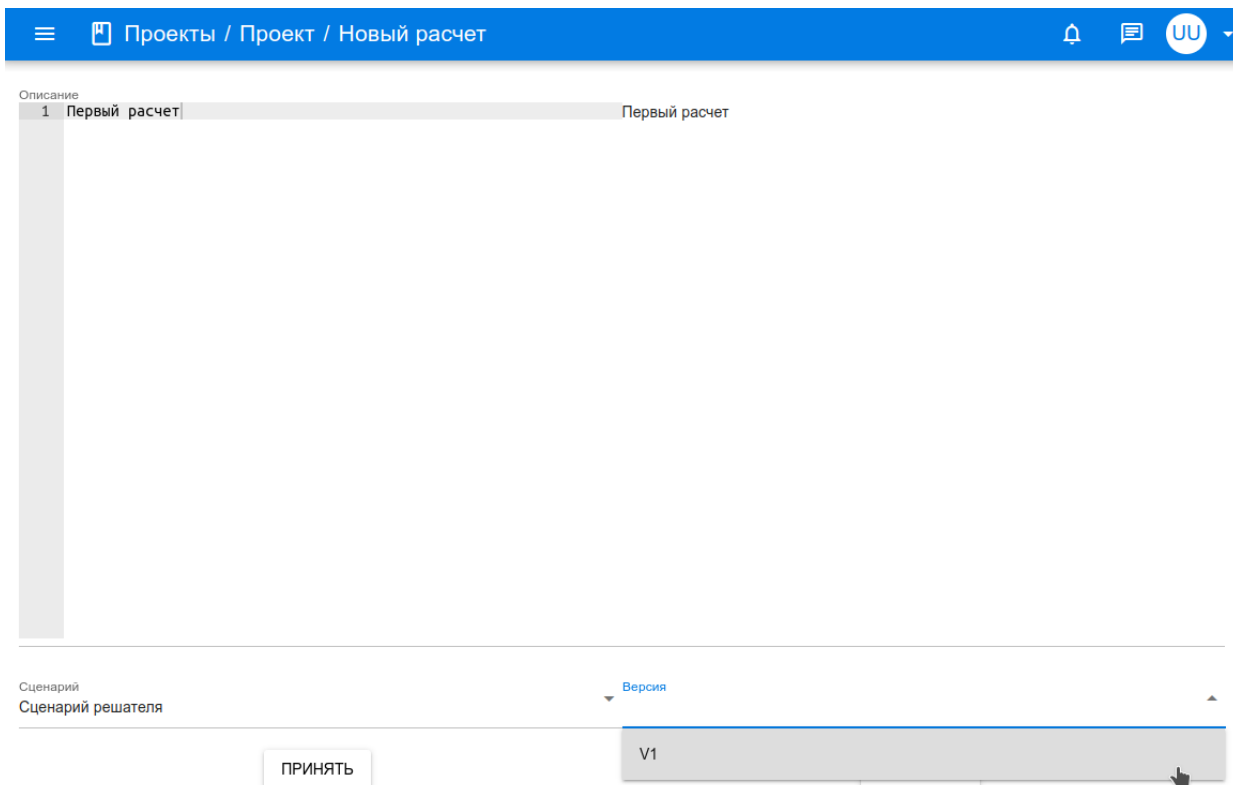 Проекты / Проект / Новый расчет
UU
Описание
1 Первый расчет
Первый расчет
Сценарий
Сценарий решателя
Версия
V1
ПРИНЯТЬ